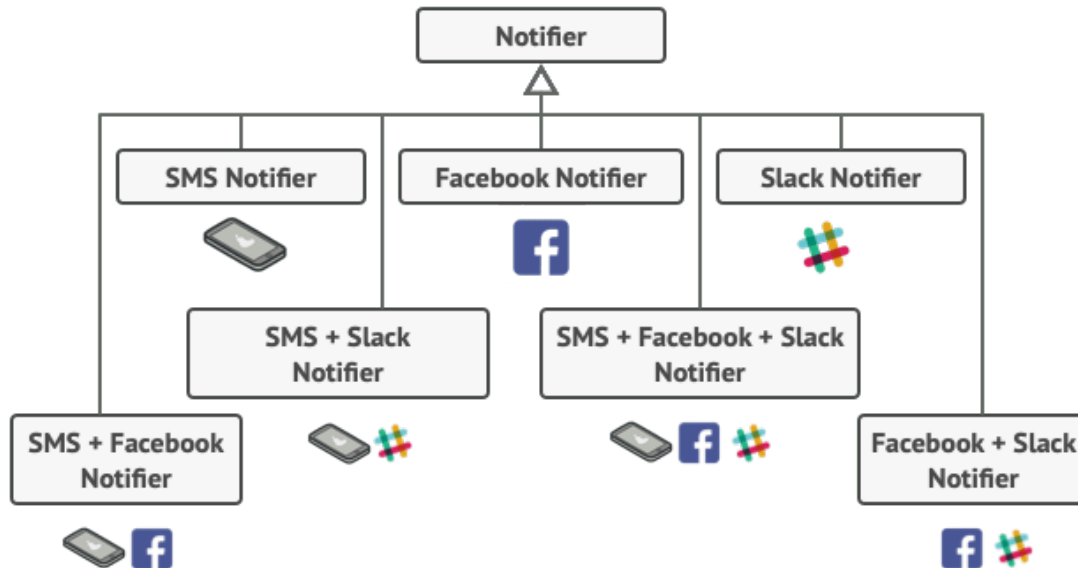 Notifier
SMS Notifier
Facebook Notifier
Slack Notifier
SMS + Slack
Notifier
SMS + Facebook + Slack
Notifier
SMS + Facebook
Notifier
Facebook + Slack
Notifier